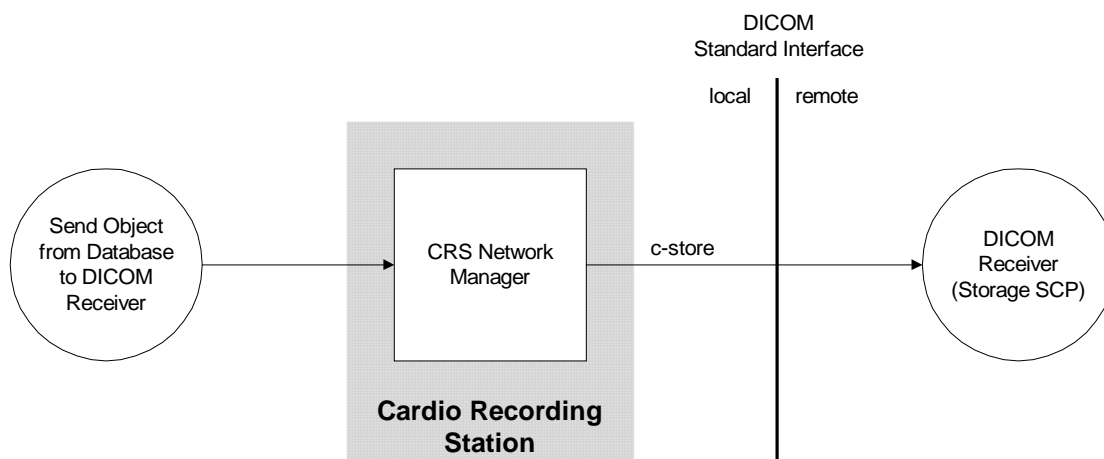 DICOM
Standard Interface
local
remote
Send Object
from Database
to DICOM
Receiver
CRS Network
Manager
c-store
DICOM
Receiver
(Storage SCP)
Cardio Recording
Station